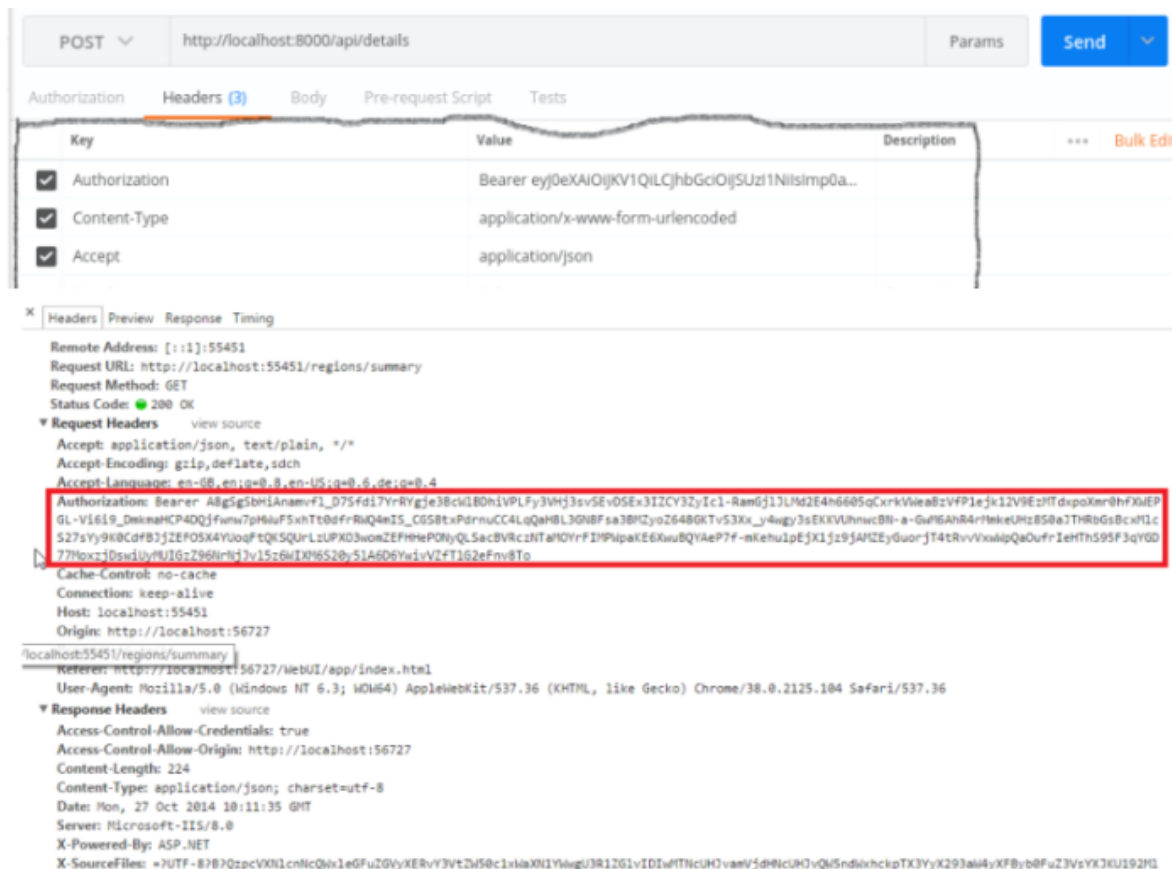 POST http://localhost:8000/api/details Params Send
Authorization Headers (3) Body Pre-request Script Tests
Key Value Description ••• Bulk Edi
Authorization Bearer eyJ0eXAiOiJKV1QiLCJhbGciOiJSUzI1NiIsImp0a...
Content-Type application/x-www-form-urlencoded
Accept application/json
× Headers Preview Response Timing
Remote Address: [::1]:55451
Request URL: http://localhost:55451/regions/summary
Request Method: GET
Status Code: 200 OK
Request Headers view source
Accept: application/json, text/plain, */*
Accept-Encoding: gzip,deflate,sdch
Accept-Language: en-GB,en;q=0.8,en-US;q=0.6,de;q=0.4
Authorization: Bearer
Cache-Control: no-cache
Connection: keep-alive
Host: localhost:55451
Origin: http://localhost:56727
/localhost:55451/regions/summary
Referer: http://localhost:56727/WebUI/app/index.html
User-Agent: Mozilla/5.0 (Windows NT 6.3; WOW64) AppleWebKit/537.36 (KHTML, like Gecko) Chrome/38.0.2125.104 Safari/537.36
Response Headers view source
Access-Control-Allow-Credentials: true
Access-Control-Allow-Origin: http://localhost:56727
Content-Length: 224
Content-Type: application/json; charset=utf-8
Date: Mon, 27 Oct 2014 10:11:35 GMT
Server: Microsoft-IIS/8.0
X-Powered-By: ASP.NET
X-SourceFiles: